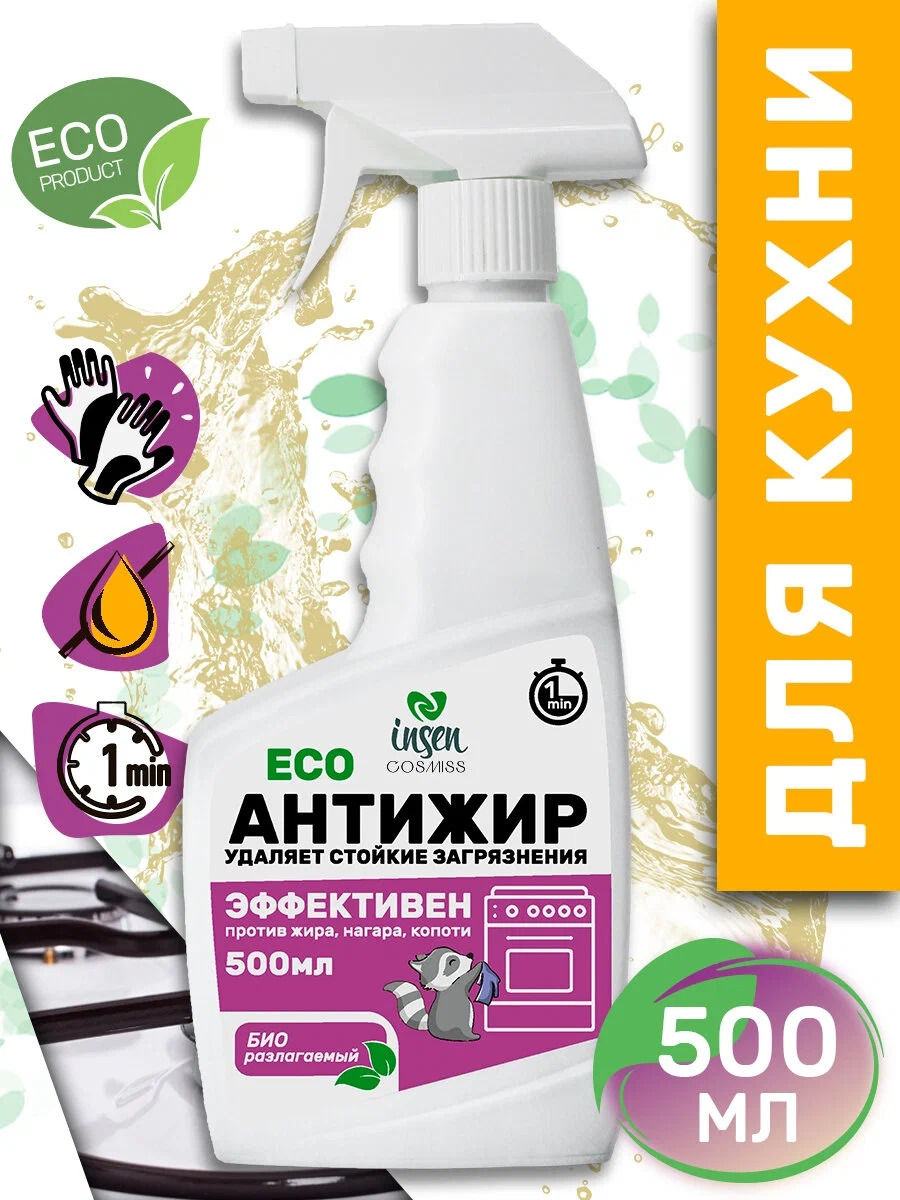 ECO
PRODUCT
ДЛЯ КУХНИ
1 min
1
min
insen
COSMISS
ECO
АНТИЖИР
УДАЛЯЕТ СТОЙКИЕ ЗАГРЯЗНЕНИЯ
ЭФФЕКТИВЕН
против жира, нагара, копоти
500мл
БИО
разлагаемый
500
МЛ